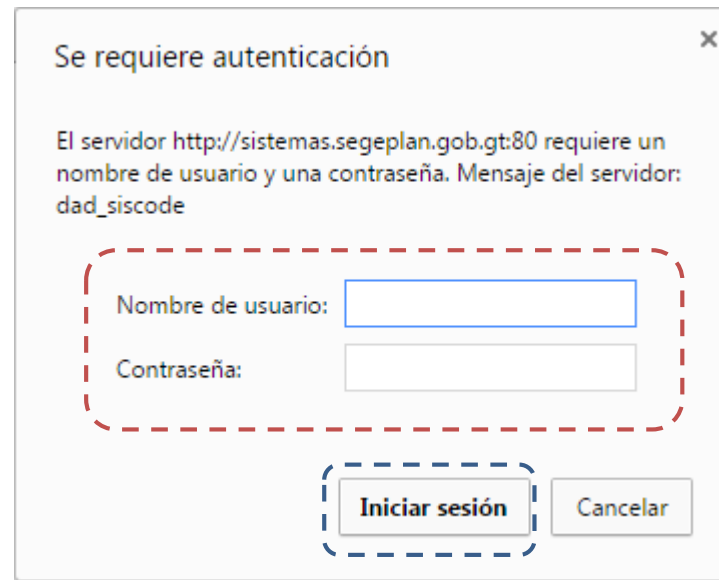 Se requiere autenticación
El servidor http://sistemas.segeplan.gob.gt:80 requiere un
nombre de usuario y una contraseña. Mensaje del servidor:
dad_siscode
Nombre de usuario:
Contraseña:
Iniciar sesión Cancelar